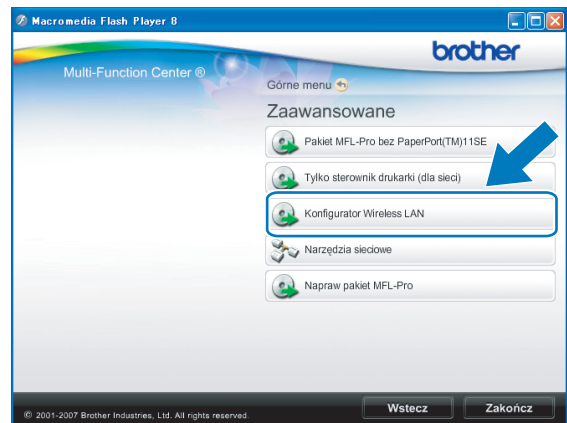 Macromedia Flash Player 8
brother
Multi-Function Center ®
Górne menu
Zaawansowane
Pakiet MFL-Pro bez PaperPort(TM)11SE
Tylko sterownik drukarki (dla sieci)
Konfigurator Wireless LAN
Narzędzia sieciowe
Napraw pakiet MFL-Pro
© 2001-2007 Brother Industries, Ltd. All rights reserved.
Wstecz
Zakończ